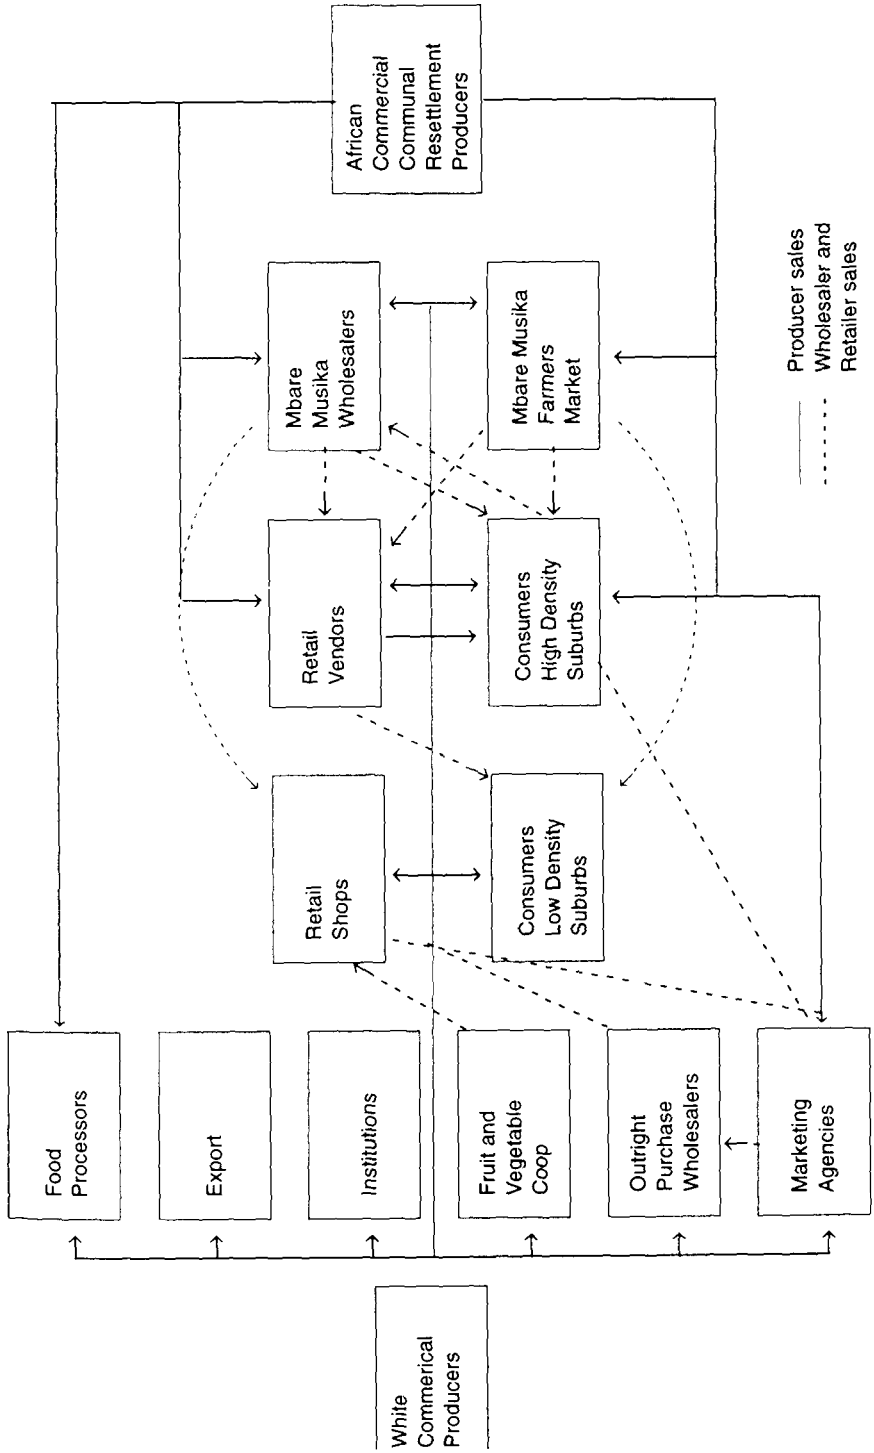 White
Commerical
Producers
Food
Processors
Export
Institutions
Fruit and
Vegetable
Coop
Outright
Purchase
Wholesalers
Marketing
Agencies
Retail
Shops
Consumers
Low Density
Suburbs
Retail
Vendors
Consumers
High Density
Suburbs
Mbare
Musika
Wholesalers
Mbare Musika
Farmers
Market
African
Commercial
Communal
Resettlement
Producers
Producer sales
Wholesaler and
Retailer sales